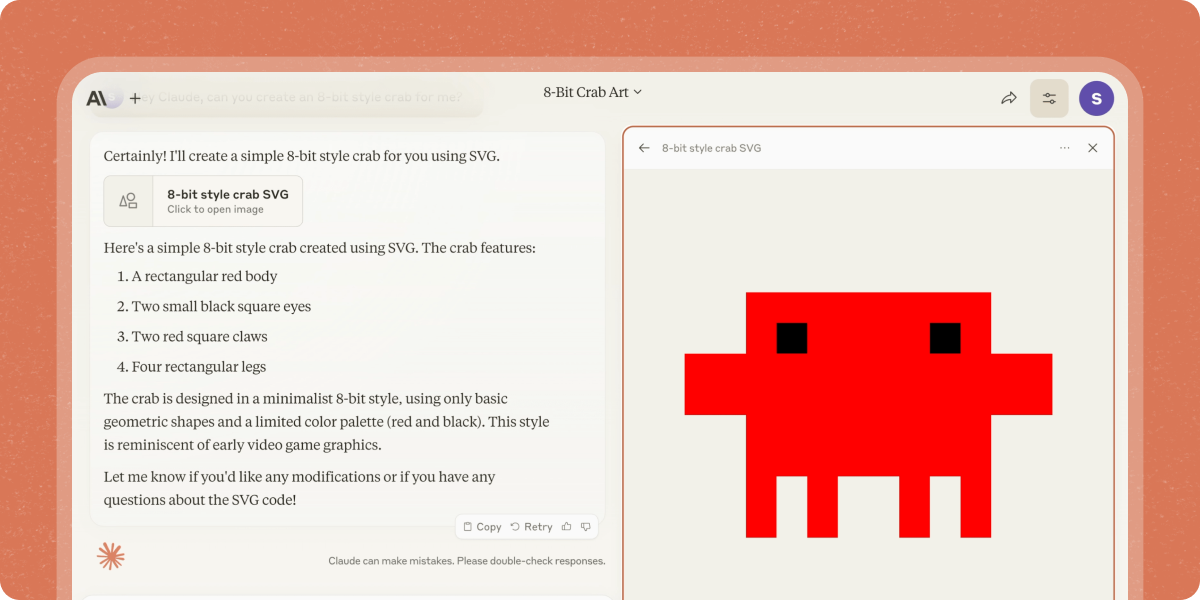 ey Claude, can you create an 8-bit style crab for me?
8-Bit Crab Art
S
Certainly! I'll create a simple 8-bit style crab for you using SVG.
8-bit style crab SVG
Click to open image
Here's a simple 8-bit style crab created using SVG. The crab features:
1. A rectangular red body
2. Two small black square eyes
3. Two red square claws
4. Four rectangular legs
The crab is designed in a minimalist 8-bit style, using only basic
geometric shapes and a limited color palette (red and black). This style
is reminiscent of early video game graphics.
Let me know if you'd like any modifications or if you have any
questions about the SVG code!
Copy Retry
Claude can make mistakes. Please double-check responses.
8-bit style crab SVG